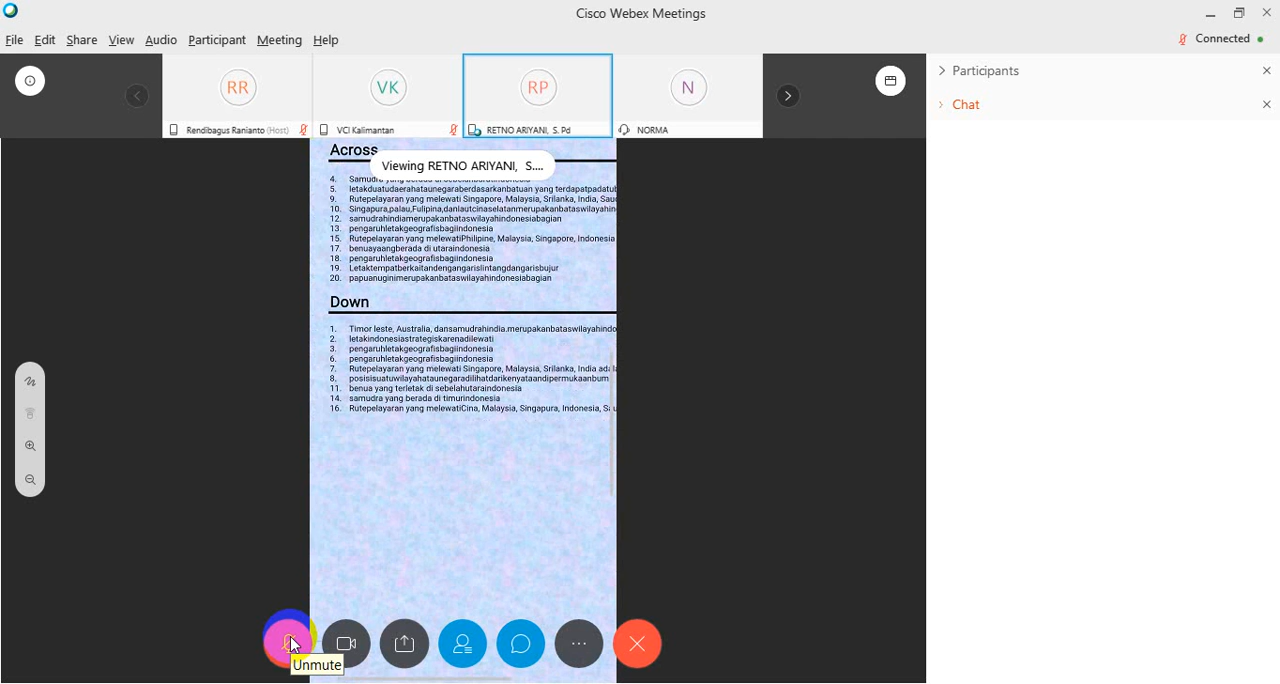 Cisco Webex Meetings
File Edit Share View Audio Participant Meeting Help
Connected
RR
VK
RP
N
Rendibagus Ranianto (Host)
VCI Kalimantan
RETNO ARIYANI, S. Pd
NORMA
Participants
Chat
Across
Viewing RETNO ARIYANI, S....
4. Samudra yang berada di
5. letakduatudaerahataunegaraberdasarkanbatuan yang terdapatpadatub
9. Rutepelayaran yang melewati Singapore, Malaysia, Srilanka, India, Sau
10. Singapura,palau,Fulipina,danlautcinaselatanmerupakanbataswilayahin
12. samudrahindiamerupakanbataswilayahindonesiabagian
13. pengaruhletakgeografisbagiindonesia
15. Rutepelayaran yang melewatiPhilipine, Malaysia, Singapore, Indonesia
17. benuayaangberada di utaraindonesia
18. pengaruhletakgeografisbagiindonesia
19. Letaktempatberkaitandengangarislintangdangarisbujur
20. papuanuginimerupakanbataswilayahindonesiabagian
Down
1. Timor leste, Australia, dansamudrahindia.merupakanbataswilayahindo
2. letakindonesiastrategiskarenadilewati
3. pengaruhletakgeografisbagiindonesia
6. pengaruhletakgeografisbagiindonesia
7. Rutepelayaran yang melewati Singapore, Malaysia, Srilanka, India adala
8. posisisuatuwilayahataunegaradilihatdarikenyataandipermukaanbum
11. benua yang terletak di sebelahutaraindonesia
14. samudra yang berada di timurindonesia
16. Rutepelayaran yang melewatiCina, Malaysia, Singapura, Indonesia, Sau
Unmute